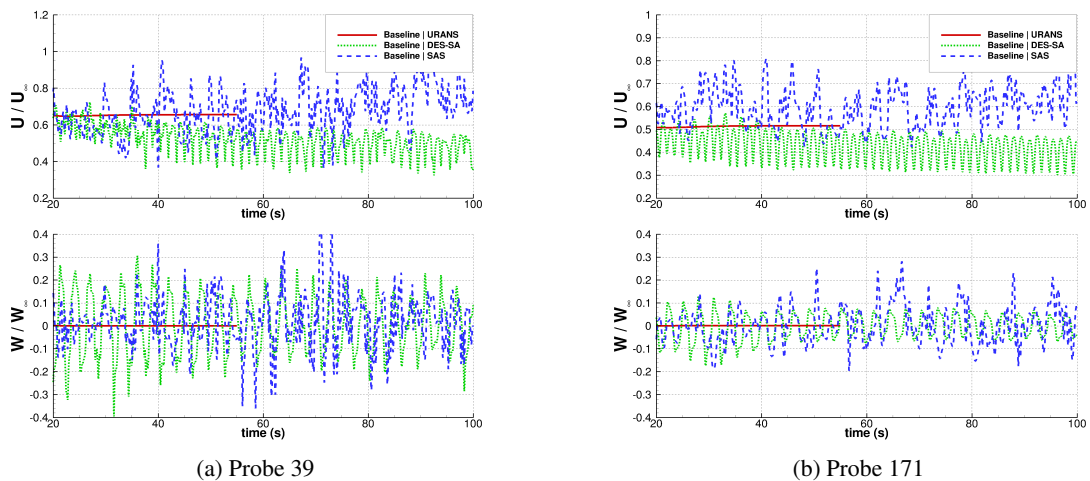 1.2
1
0.8
0.6
0.4
0.2
U / U∞
Baseline | URANS
Baseline | DES-SA
Baseline | SAS
20 40 60 80 100
time (s)
0.4
0.3
0.2
0.1
0
-0.1
-0.2
-0.3
-0.4
W / W∞
20 40 60 80 100
time (s)
(a) Probe 39
1
0.9
0.8
0.7
0.6
0.5
0.4
0.3
0.2
U / U∞
Baseline | URANS
Baseline | DES-SA
Baseline | SAS
20 40 60 80 100
time (s)
0.4
0.3
0.2
0.1
0
-0.1
-0.2
-0.3
-0.4
W / W∞
20 40 60 80 100
time (s)
(b) Probe 171